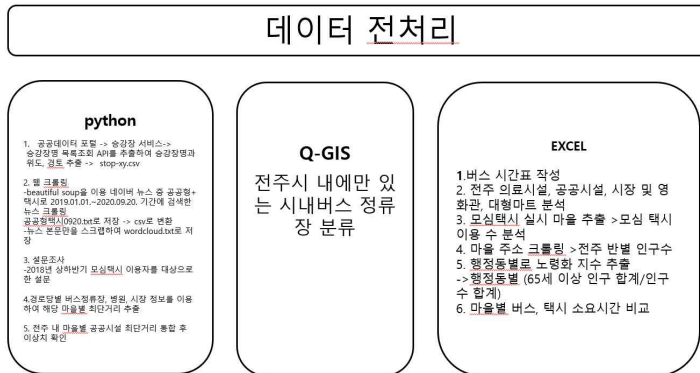 데이터 전처리
python
1. 공공데이터 포털 -> 승강장 서비스->
승강장명 목록조회 API를 추출하여 승강장명과
위도, 경토 추출 -> stop-xy.csv
2. 웹 크롤링
-beautiful soup을 이용 네이버 뉴스 중 공공형+
택시로 2019.01.01.~2020.09.20. 기간에 검색한
뉴스 크롤링
공공형택시0920.txt로 저장 -> csv로 변환
-뉴스 본문만을 스크랩하여 wordcloud.txt로 저
장
3. 설문조사
-2018년 상하반기 모심택시 이용자를 대상으로
한 설문
4.경로당별 버스정류장, 병원, 시장 정보를 이용
하여 해당 마을별 최단거리 추출
5. 전주 내 마을별 공공시설 최단거리 통합 후
이상치 확인
Q-GIS
전주시 내에만 있
는 시내버스 정류
장 분류
EXCEL
1.버스 시간표 작성
2. 전주 의료시설, 공공시설, 시장 및 영
화관, 대형마트 분석
3. 모심택시 실시 마을 추출 >모심 택시
이용 수 분석
4. 마을 주소 크롤링 >전주 반별 인구수
5. 행정동별로 노령화 지수 추출
->행정동별 (65세 이상 인구 합계/인구
수 합계)
6. 마을별 버스, 택시 소요시간 비교